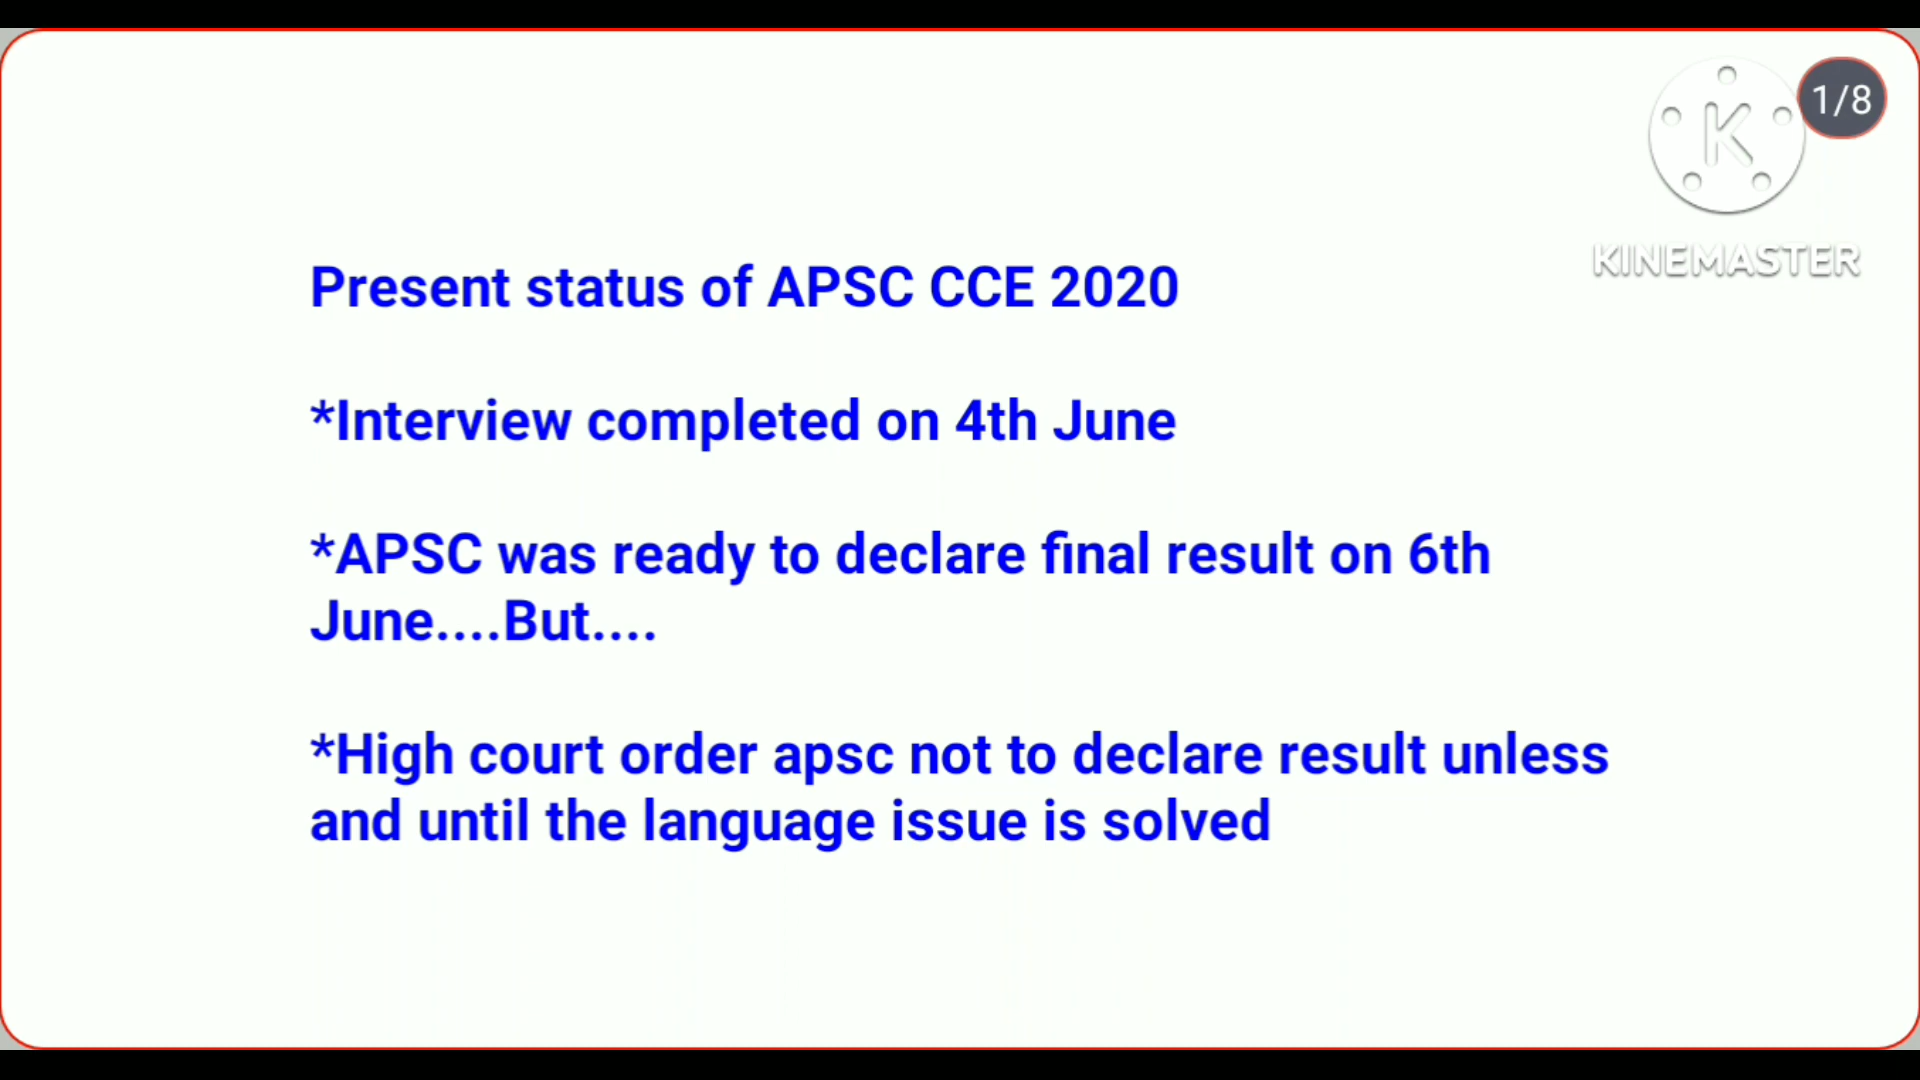 1/8
K
KINEMASTER
Present status of APSC CCE 2020
*Interview completed on 4th June
*APSC was ready to declare final result on 6th
June....But....
*High court order apsc not to declare result unless
and until the language issue is solved